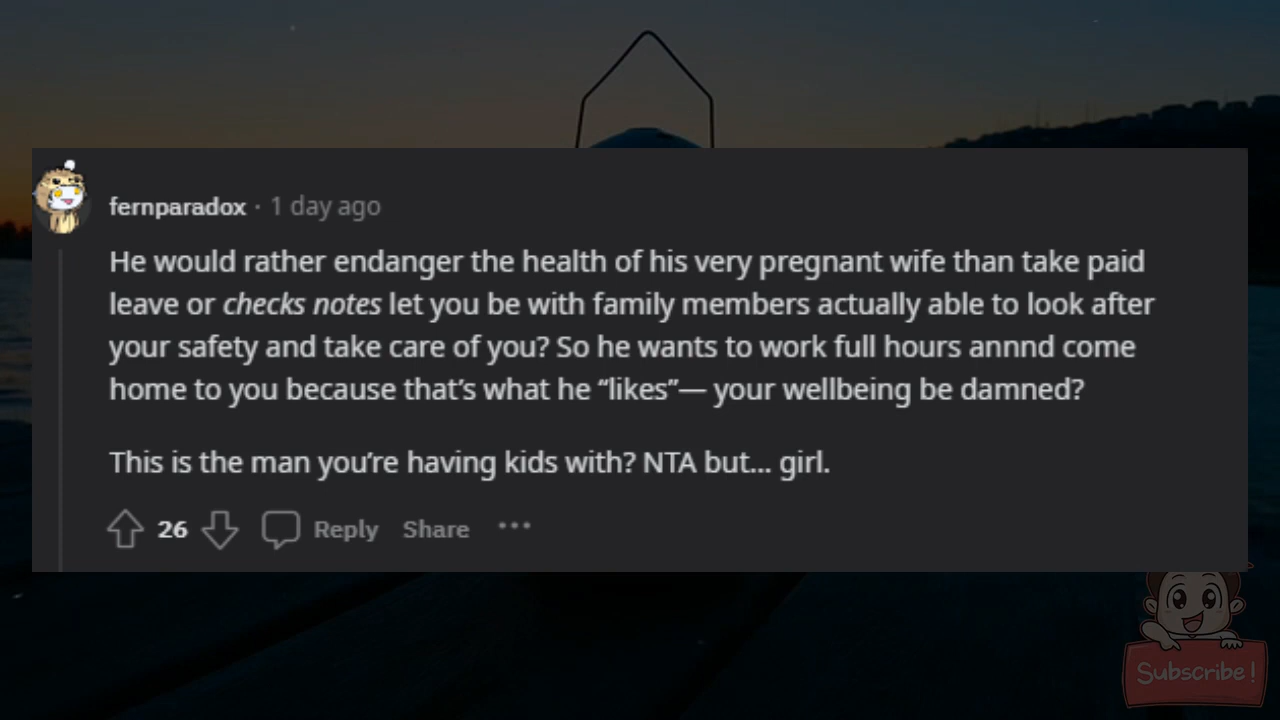 fernparadox · 1 day ago
He would rather endanger the health of his very pregnant wife than take paid
leave or checks notes let you be with family members actually able to look after
your safety and take care of you? So he wants to work full hours annnd come
home to you because that’s what he “likes”— your wellbeing be damned?
This is the man you’re having kids with? NTA but... girl.
26 Reply Share ···
Subscribe!